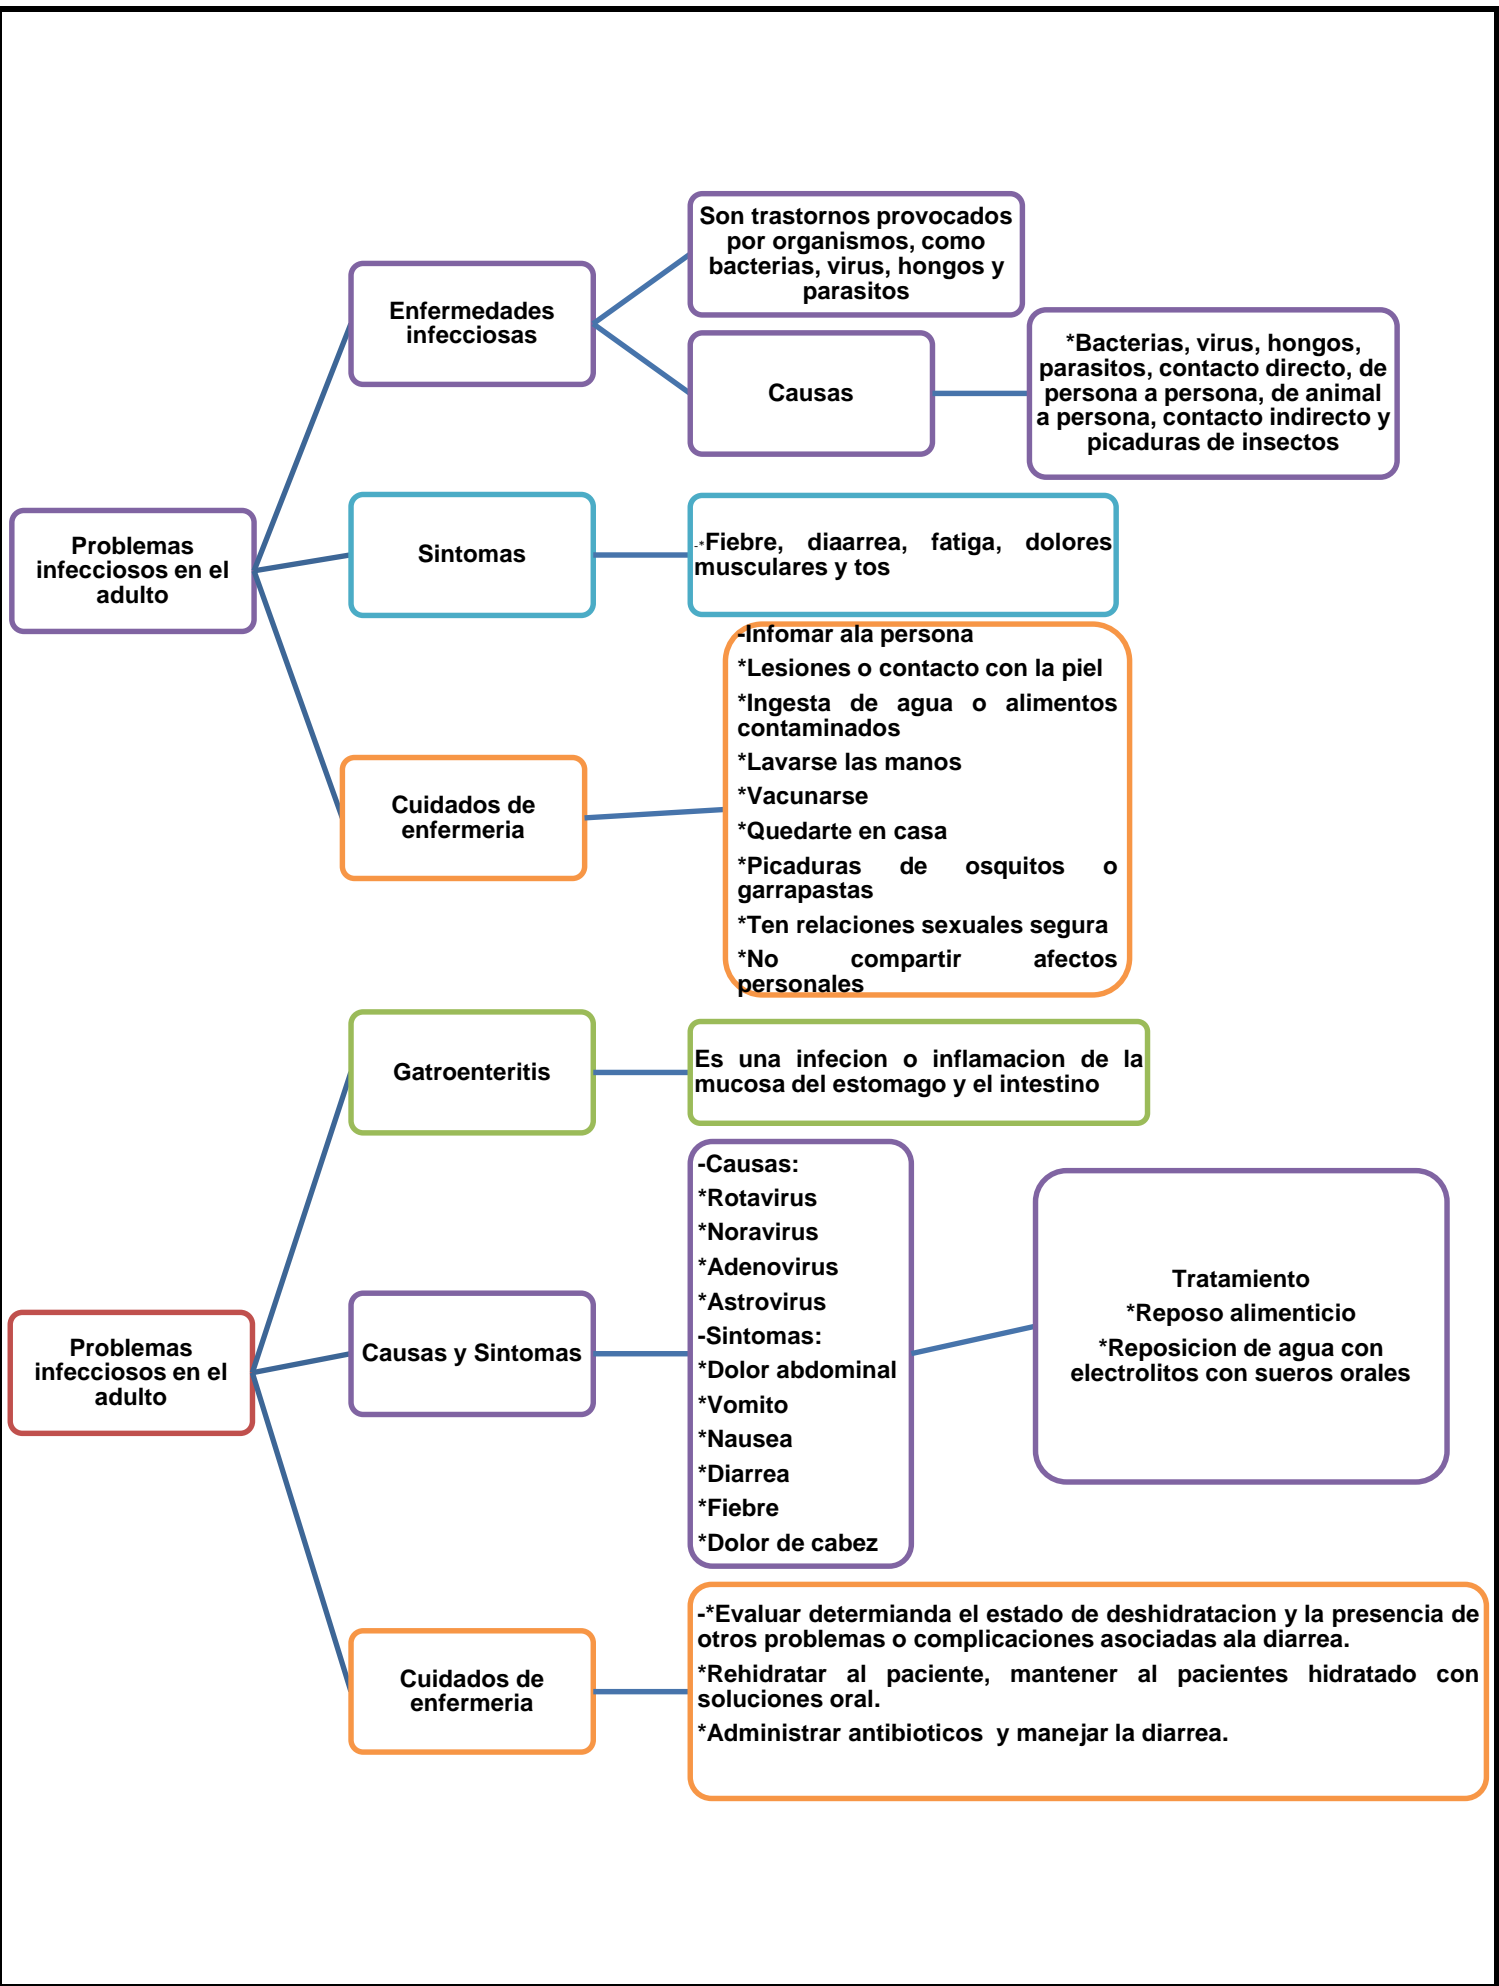 Son trastornos provocados
por organismos, como
bacterias, virus, hongos y
parasitos
Enfermedades
infecciosas
*Bacterias, virus, hongos,
parasitos, contacto directo, de
persona a persona, de animal
a persona, contacto indirecto y
picaduras de insectos
Causas
Problemas
infecciosos en el
adulto
Sintomas
-*Fiebre, diaarrea, fatiga, dolores
musculares y tos
-Infomar ala persona
*Lesiones o contacto con la piel
*Ingesta de agua o alimentos
contaminados
*Lavarse las manos
*Vacunarse
*Quedarte en casa
*Picaduras de osquitos o
garrapastas
*Ten relaciones sexuales segura
*No compartir afectos
personales
Cuidados de
enfermeria
Gatroenteritis
Es una infecion o inflamacion de la
mucosa del estomago y el intestino
Problemas
infecciosos en el
adulto
Causas y Sintomas
-Causas:
*Rotavirus
*Noravirus
*Adenovirus
*Astrovirus
-Sintomas:
*Dolor abdominal
*Vomito
*Nausea
*Diarrea
*Fiebre
*Dolor de cabez
Tratamiento
*Reposo alimenticio
*Reposicion de agua con
electrolitos con sueros orales
Cuidados de
enfermeria
-*Evaluar determianda el estado de deshidratacion y la presencia de
otros problemas o complicaciones asociadas ala diarrea.
*Rehidratar al paciente, mantener al pacientes hidratado con
soluciones oral.
*Administrar antibioticos y manejar la diarrea.